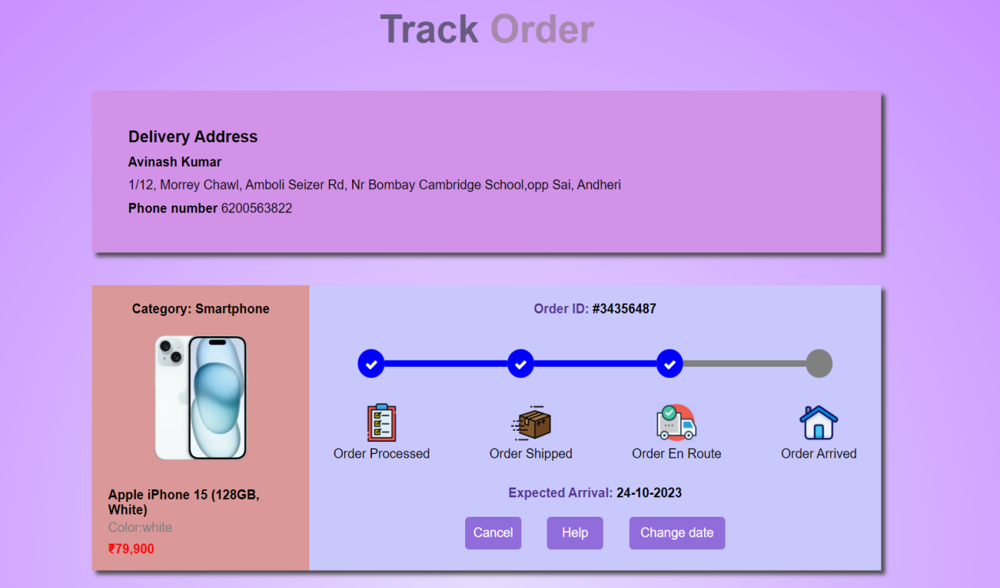 Track Order
Delivery Address
Avinash Kumar
1/12, Morrey Chawl, Amboli Seizer Rd, Nr Bombay Cambridge School,opp Sai, Andheri
Phone number 6200563822
Category: Smartphone
Apple iPhone 15 (128GB,
White)
Color:white
₹79,900
Order ID: #34356487
Order Processed
Order Shipped
Order En Route
Order Arrived
Expected Arrival: 24-10-2023
Cancel
Help
Change date